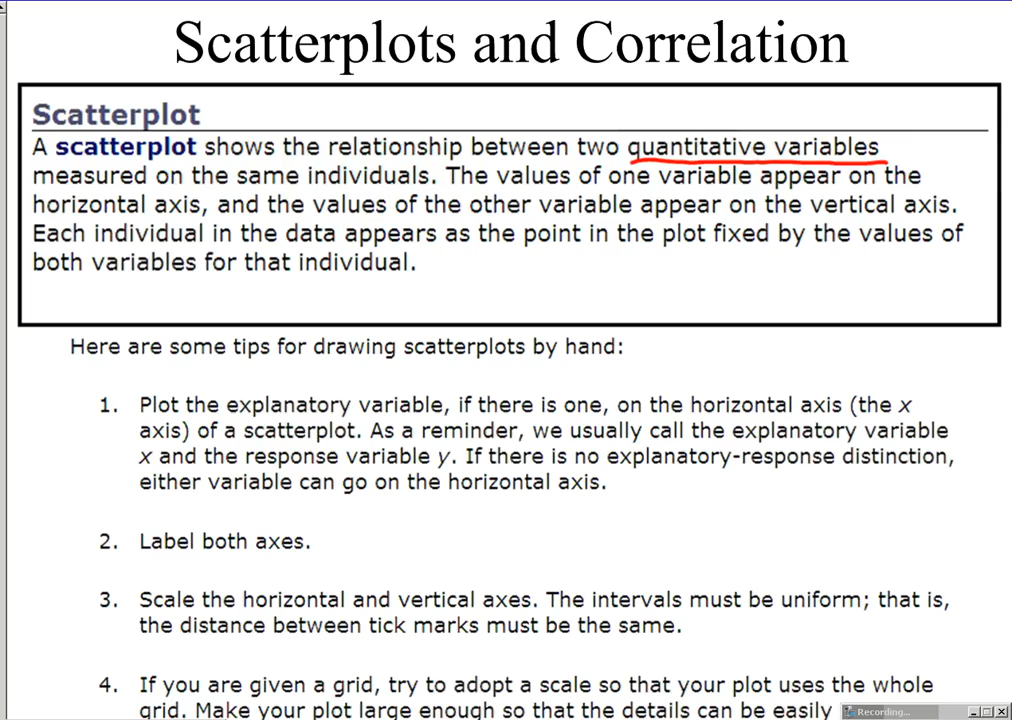 Scatterplots and Correlation
Scatterplot
A scatterplot shows the relationship between two quantitative variables
measured on the same individuals. The values of one variable appear on the
horizontal axis, and the values of the other variable appear on the vertical axis.
Each individual in the data appears as the point in the plot fixed by the values of
both variables for that individual.
Here are some tips for drawing scatterplots by hand:
1. Plot the explanatory variable, if there is one, on the horizontal axis (the x
axis) of a scatterplot. As a reminder, we usually call the explanatory variable
x and the response variable y. If there is no explanatory-response distinction,
either variable can go on the horizontal axis.
2. Label both axes.
3. Scale the horizontal and vertical axes. The intervals must be uniform; that is,
the distance between tick marks must be the same.
4. If you are given a grid, try to adopt a scale so that your plot uses the whole
grid. Make your plot large enough so that the details can be easily
Recording...